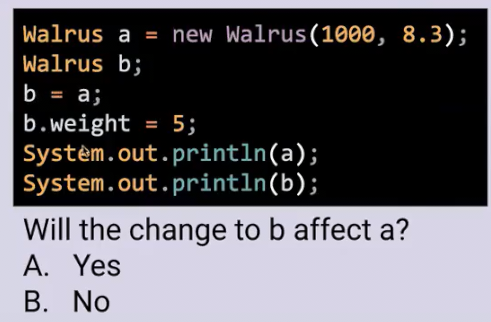 Walrus a = new Walrus(1000, 8.3);
Walrus b;
b = a;
b.weight = 5;
System.out.println(a);
System.out.println(b);
Will the change to b affect a?
A. Yes
B. No